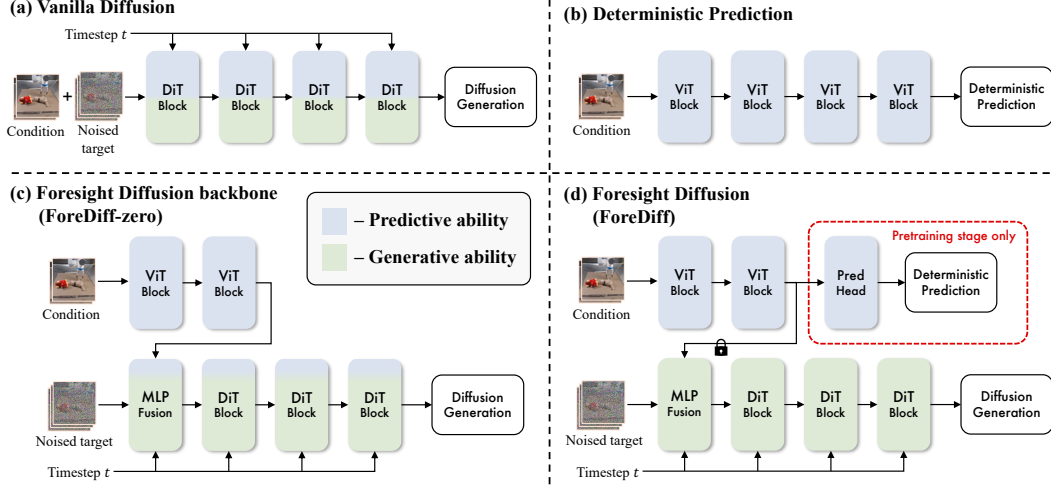 (a) Vanilla Diffusion
Timestep t
Condition
+
Noised
target
DiT
Block
DiT
Block
DiT
Block
DiT
Block
Diffusion
Generation
(b) Deterministic Prediction
Condition
ViT
Block
ViT
Block
ViT
Block
ViT
Block
Deterministic
Prediction
(c) Foresight Diffusion backbone
(ForeDiff-zero)
– Predictive ability
– Generative ability
Condition
ViT
Block
ViT
Block
Noised target
MLP
Fusion
DiT
Block
DiT
Block
DiT
Block
Diffusion
Generation
Timestep t
(d) Foresight Diffusion
(ForeDiff)
Pretraining stage only
Condition
ViT
Block
ViT
Block
Pred
Head
Deterministic
Prediction
Noised target
MLP
Fusion
DiT
Block
DiT
Block
DiT
Block
Diffusion
Generation
Timestep t